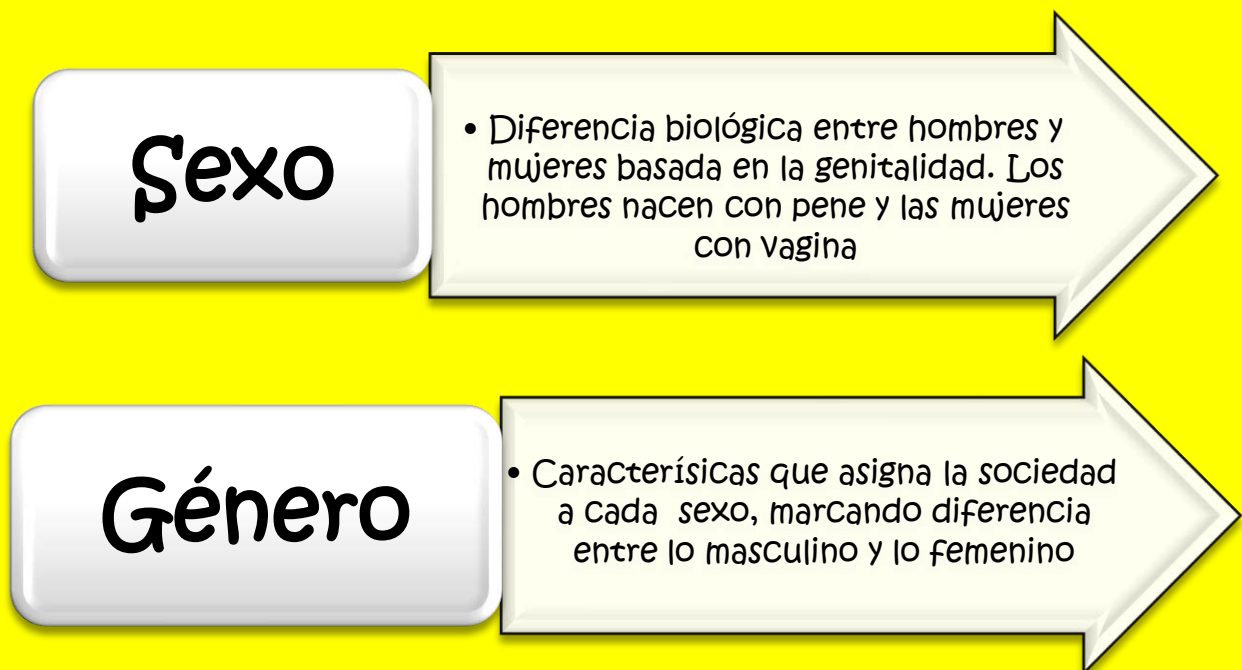 Sexo
• Diferencia biológica entre hombres y
mujeres basada en la genitalidad. Los
hombres nacen con pene y las mujeres
con vagina
Género
• Caracterísicas que asigna la sociedad
a cada sexo, marcando diferencia
entre lo masculino y lo femenino